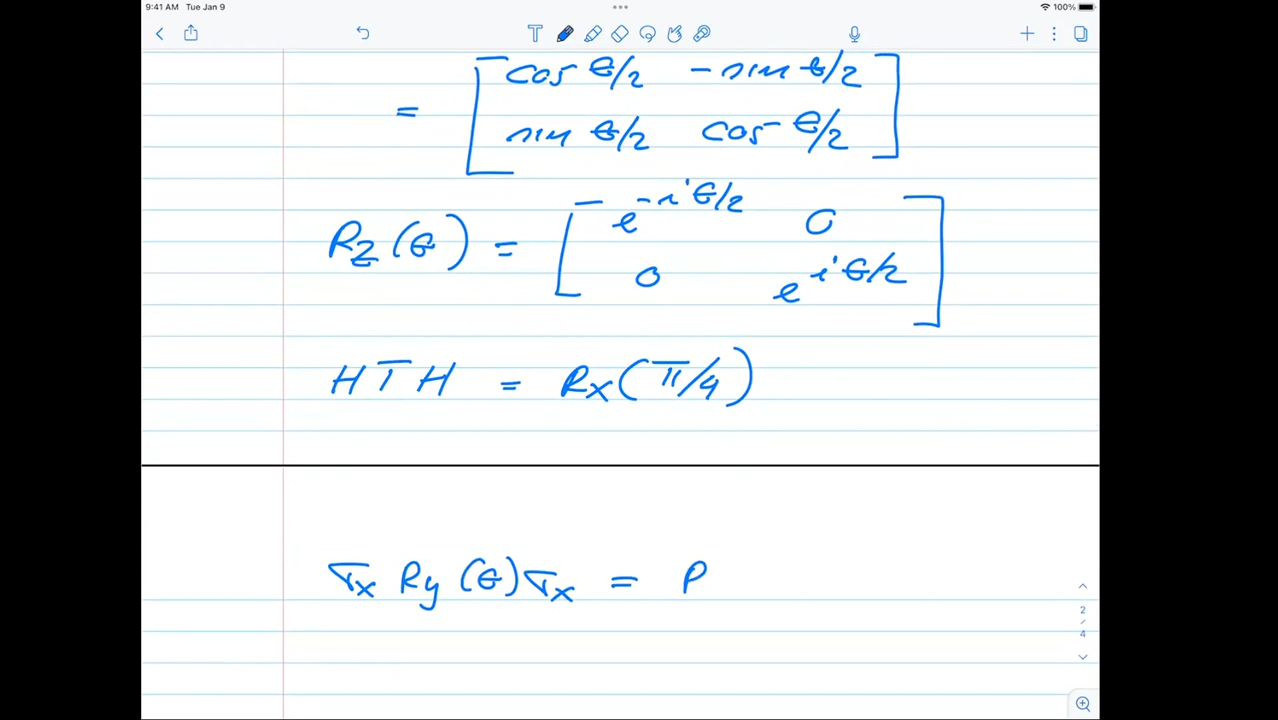 9:41 AM Tue Jan 9
100%
T
cos θ/2 -sin θ/2
=
sin θ/2 cos θ/2
Rz(θ) = [ e^{-iθ/2} 0
0 e^{iθ/2} ]
HTH = Rx(π/4)
σx Ry(θ)σx = R
2
/
4